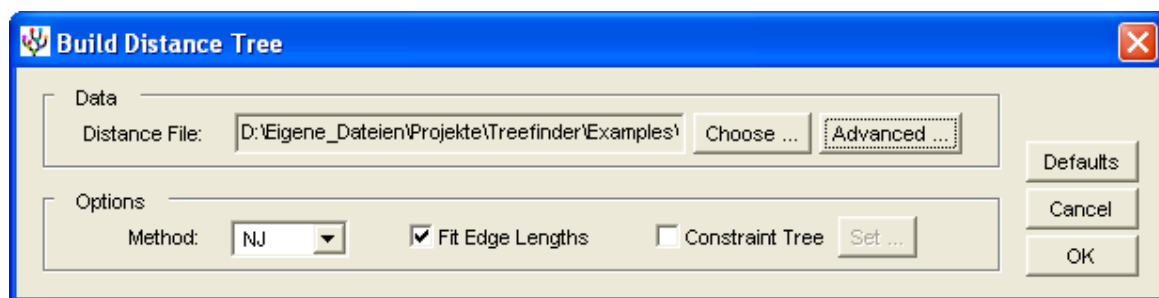 Build Distance Tree
Data
Distance File: D:\Eigene_Dateien\Projekte\Treefinder\Examples\ Choose ... Advanced ...
Defaults
Options
Cancel
Method: NJ Fit Edge Lengths Constraint Tree Set ...
OK